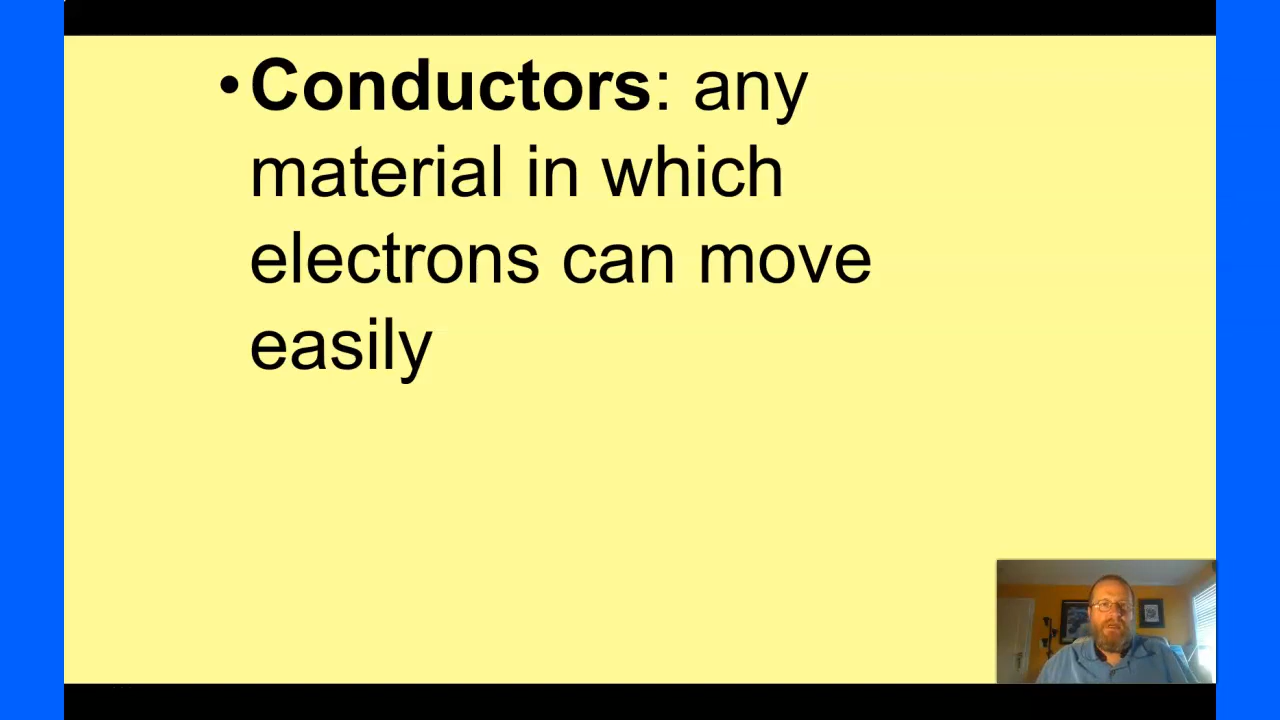 •Conductors: any
material in which
electrons can move
easily